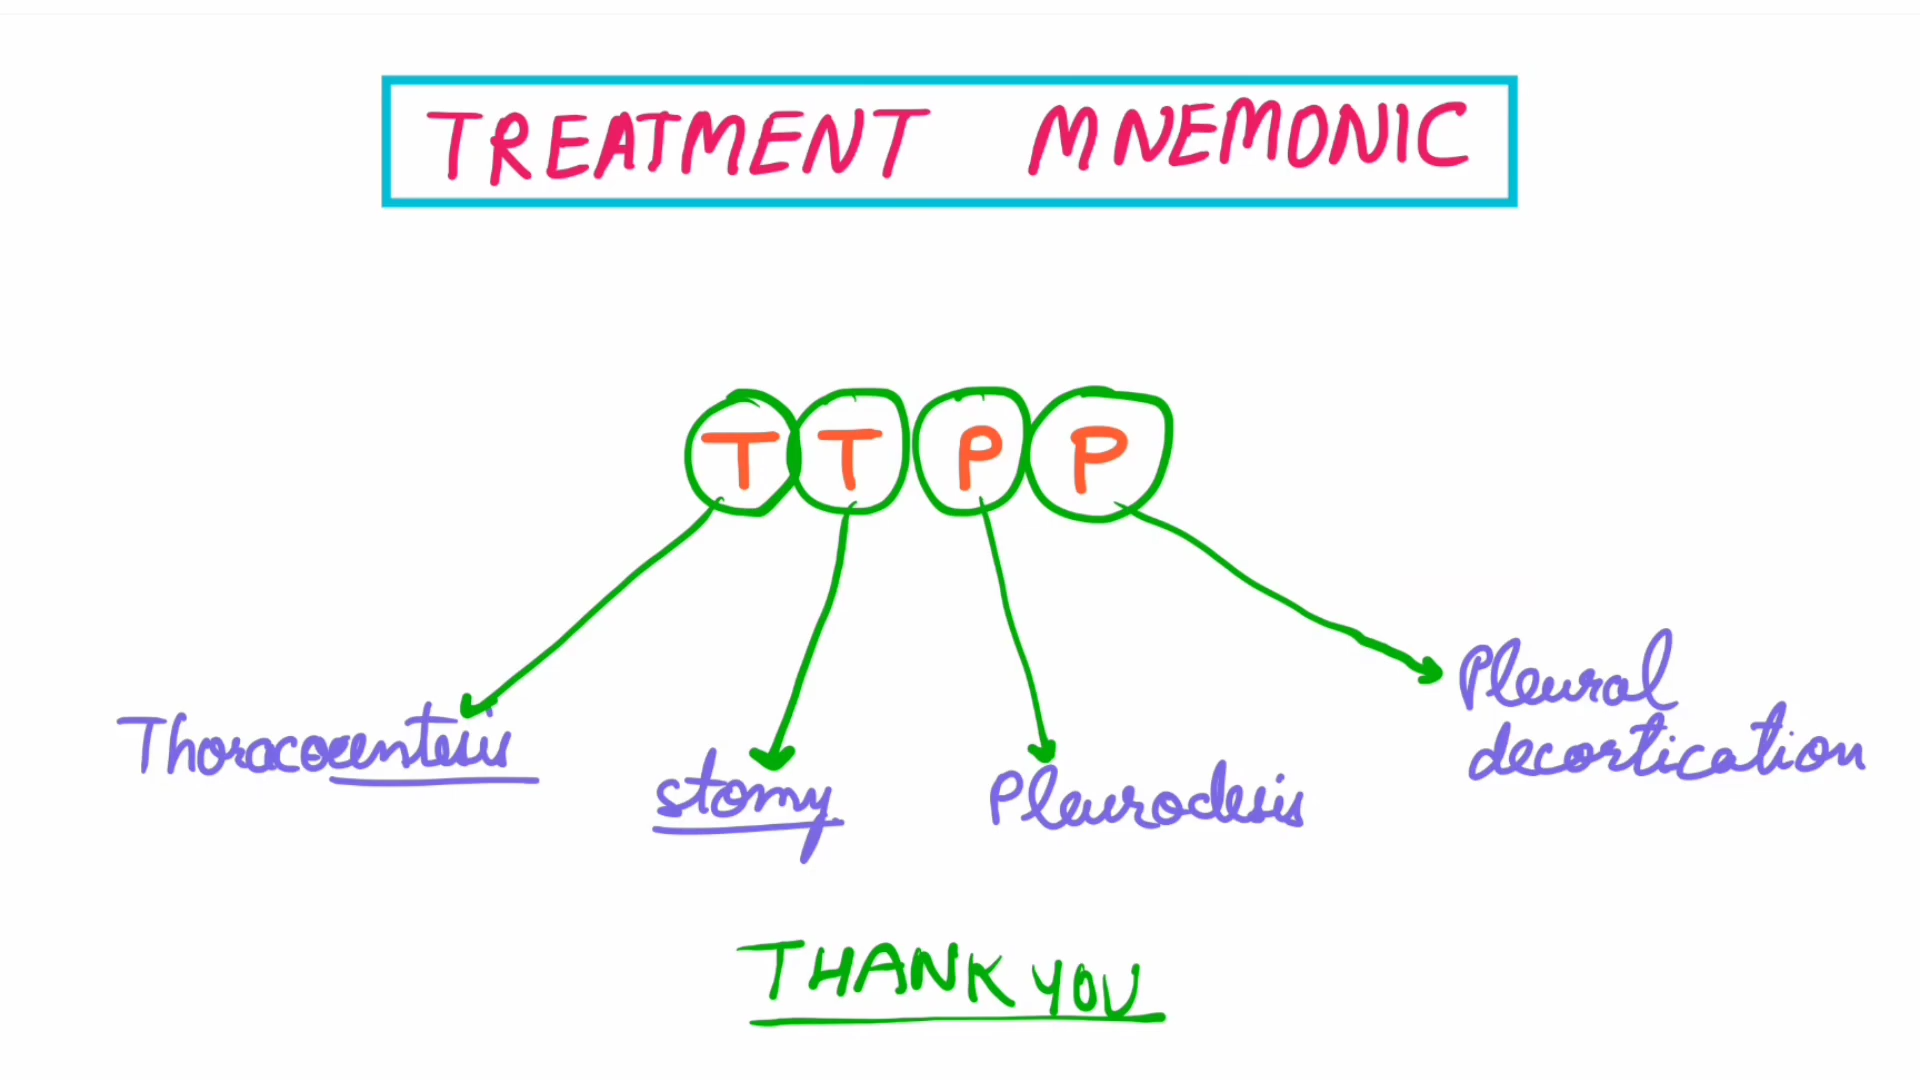 TREATMENT MNEMONIC
T T P P
Thoracocentesis
stomy
Pleurodesis
Pleural
decortication
THANK YOU